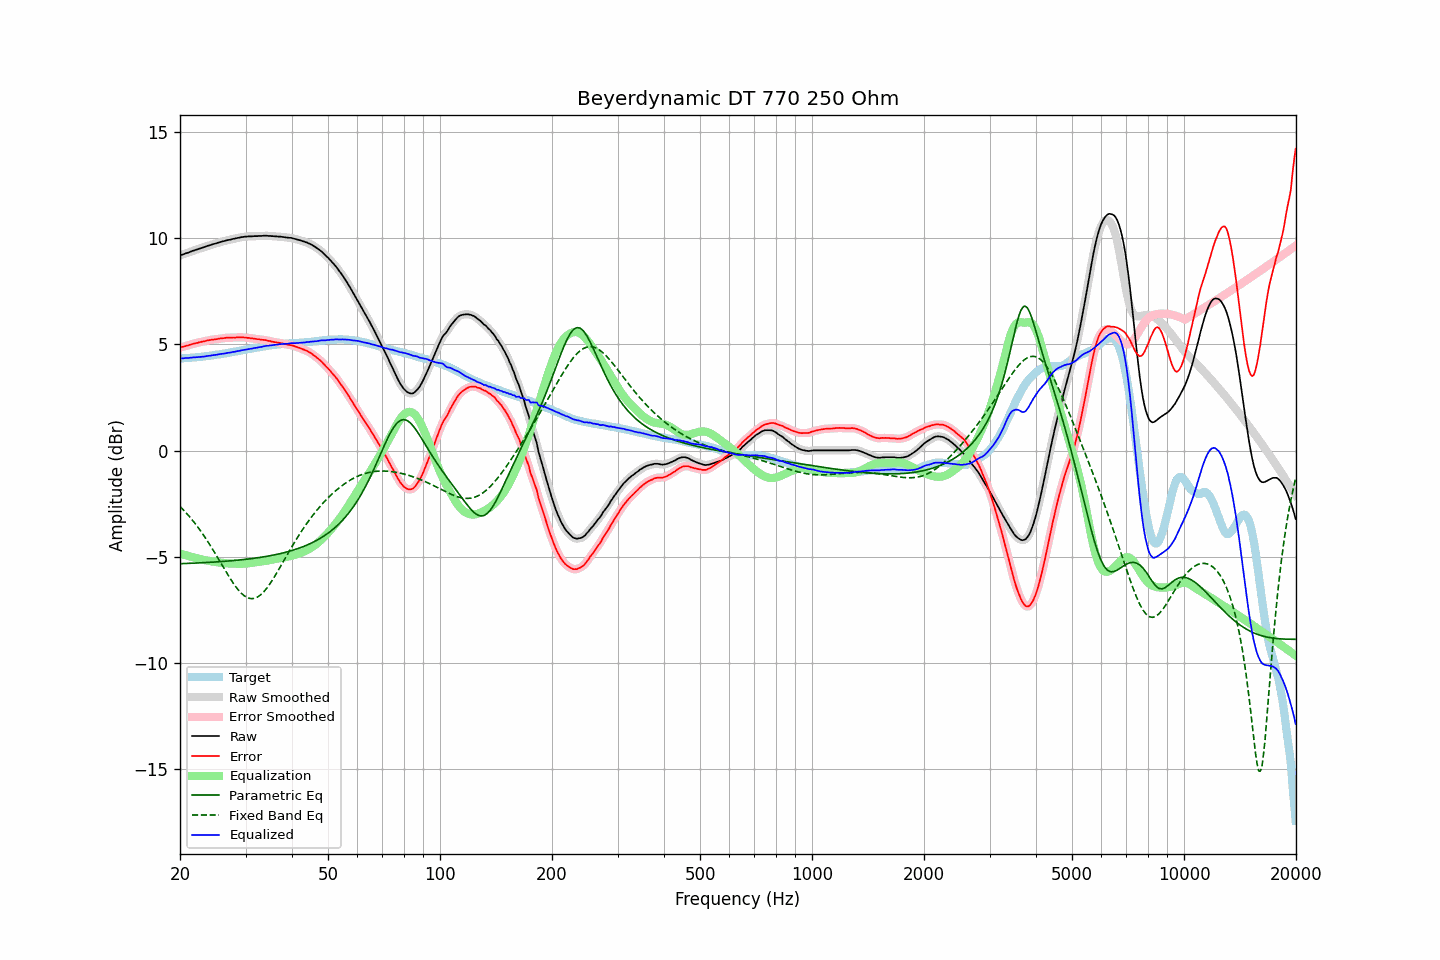 Beyerdynamic DT 770 250 Ohm
15
10
5
0
−5
−10
−15
Amplitude (dBr)
Target
Raw Smoothed
Error Smoothed
Raw
Error
Equalization
Parametric Eq
Fixed Band Eq
Equalized
20
50
100
200
500
1000
2000
5000
10000
20000
Frequency (Hz)